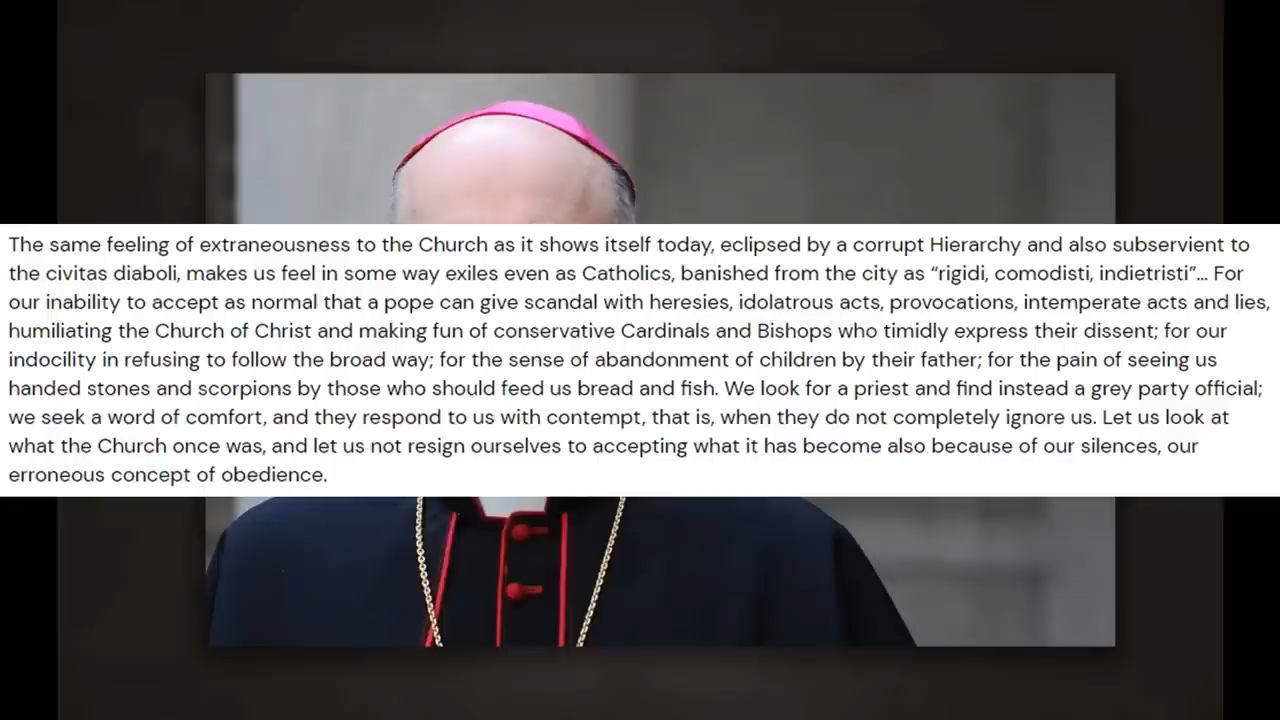 The same feeling of extraneousness to the Church as it shows itself today, eclipsed by a corrupt Hierarchy and also subservient to
the civitas diaboli, makes us feel in some way exiles even as Catholics, banished from the city as “rigidi, comodisti, indietristi”... For
our inability to accept as normal that a pope can give scandal with heresies, idolatrous acts, provocations, intemperate acts and lies,
humiliating the Church of Christ and making fun of conservative Cardinals and Bishops who timidly express their dissent; for our
indocility in refusing to follow the broad way; for the sense of abandonment of children by their father; for the pain of seeing us
handed stones and scorpions by those who should feed us bread and fish. We look for a priest and find instead a grey party official;
we seek a word of comfort, and they respond to us with contempt, that is, when they do not completely ignore us. Let us look at
what the Church once was, and let us not resign ourselves to accepting what it has become also because of our silences, our
erroneous concept of obedience.